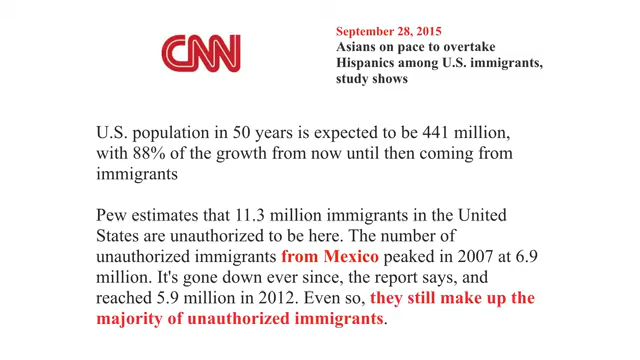 CNN
September 28, 2015
Asians on pace to overtake
Hispanics among U.S. immigrants,
study shows
U.S. population in 50 years is expected to be 441 million,
with 88% of the growth from now until then coming from
immigrants
Pew estimates that 11.3 million immigrants in the United
States are unauthorized to be here. The number of
unauthorized immigrants from Mexico peaked in 2007 at 6.9
million. It's gone down ever since, the report says, and
reached 5.9 million in 2012. Even so, they still make up the
majority of unauthorized immigrants.